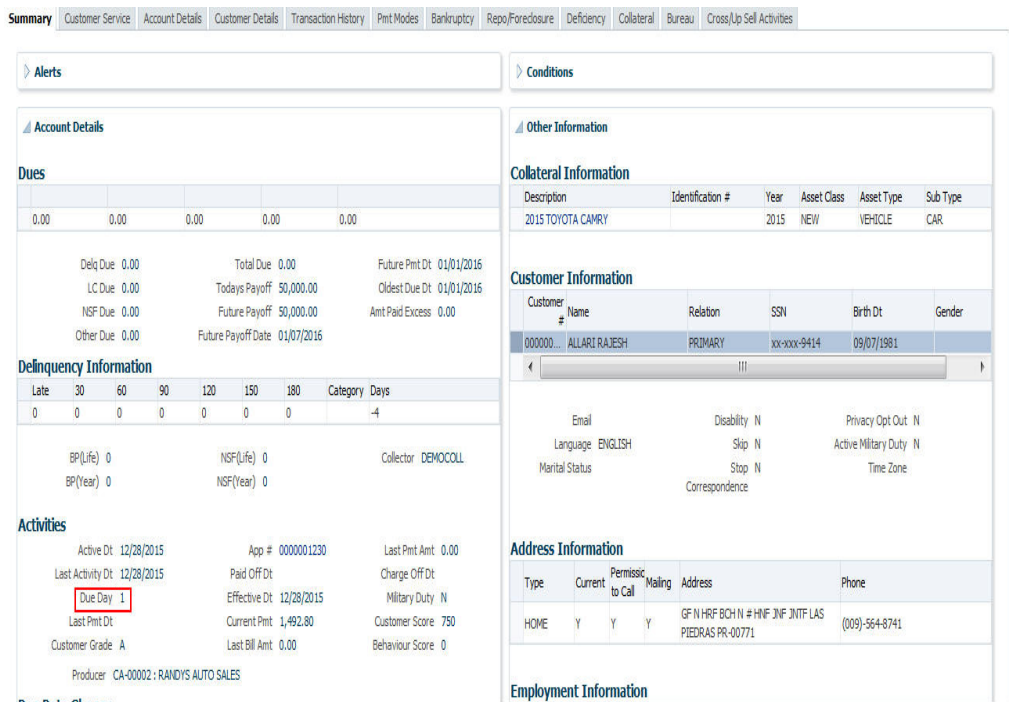 Summary Customer Service Account Details Customer Details Transaction History Pmt Modes Bankruptcy Repo/Foreclosure Deficiency Collateral Bureau Cross/Up Sell Activities
Alerts
Account Details
Dues
0.00 0.00 0.00 0.00 0.00
Delq Due 0.00 Total Due 0.00 Future Pmt Dt 01/01/2016
LC Due 0.00 Todays Payoff 50,000.00 Oldest Due Dt 01/01/2016
NSF Due 0.00 Future Payoff 50,000.00 Amt Paid Excess 0.00
Other Due 0.00 Future Payoff Date 01/07/2016
Delinquency Information
Late 30 60 90 120 150 180 Category Days
0 0 0 0 0 0 0 -4
BP(Life) 0 NSF(Life) 0 Collector DEMOCOLL
BP(Year) 0 NSF(Year) 0
Activities
Active Dt 12/28/2015 App # 0000001230 Last Pmt Amt 0.00
Last Activity Dt 12/28/2015 Paid Off Dt Charge Off Dt
Due Day 1 Effective Dt 12/28/2015 Military Duty N
Last Pmt Dt Current Pmt 1,492.80 Customer Score 750
Customer Grade A Last Bill Amt 0.00 Behaviour Score 0
Producer CA-00002 : RANDYS AUTO SALES
Conditions
Other Information
Collateral Information
Description Identification # Year Asset Class Asset Type Sub Type
2015 TOYOTA CAMRY 2015 NEW VEHICLE CAR
Customer Information
Customer # Name Relation SSN Birth Dt Gender
000000... ALLARI RAJESH PRIMARY xx-xxx-9414 09/07/1981
Email Disability N Privacy Opt Out N
Language ENGLISH Skip N Active Military Duty N
Marital Status Stop N Time Zone
Correspondence
Address Information
Type Current Permissic to Call Mailing Address Phone
HOME Y Y Y GF N HRF BCH N # HNF JNF JNTF LAS (009)-564-8741
PIEDRAS PR-00771
Employment Information